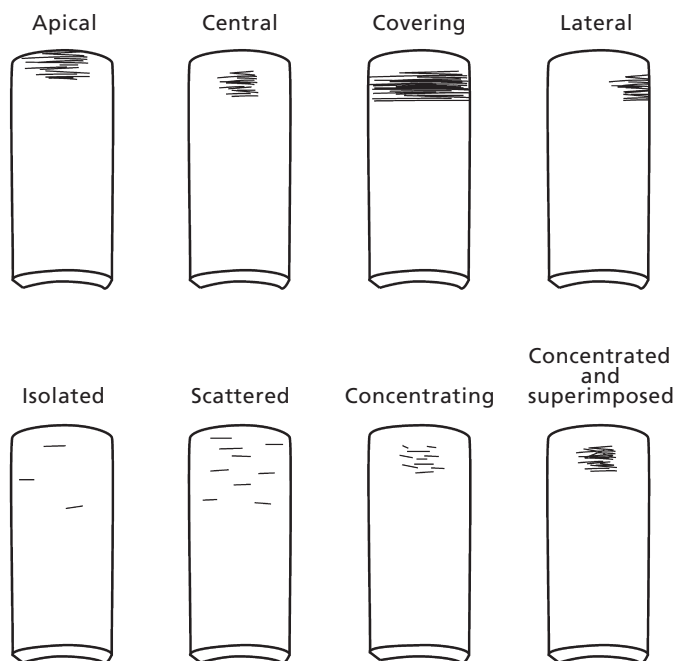 Apical
Central
Covering
Lateral
Isolated
Scattered
Concentrating
Concentrated
and
superimposed